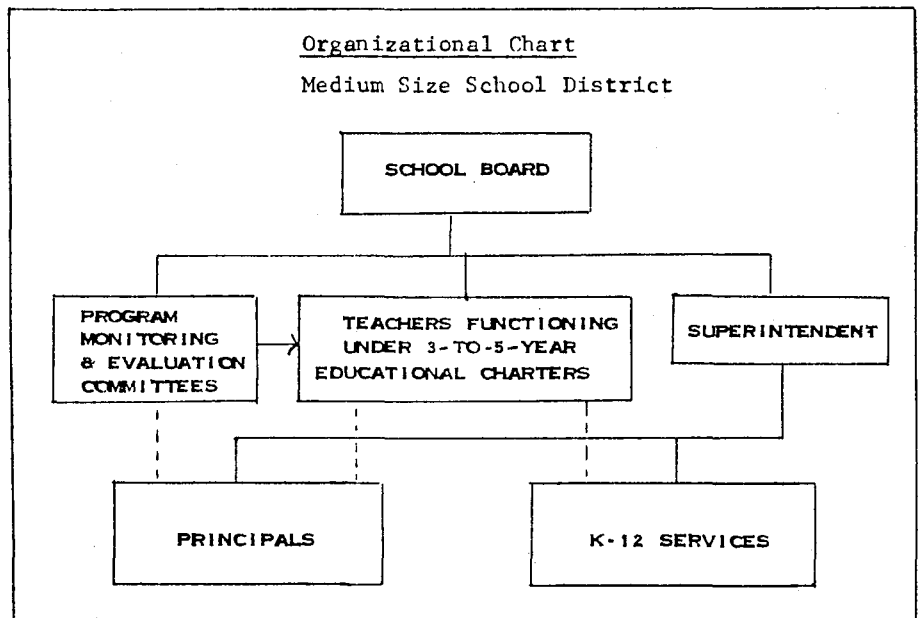 Organizational Chart
Medium Size School District
SCHOOL BOARD
PROGRAM
MONITORING
& EVALUATION
COMMITTEES
TEACHERS FUNCTIONING
UNDER 3-TO-5-YEAR
EDUCATIONAL CHARTERS
SUPERINTENDENT
PRINCIPALS
K-12 SERVICES